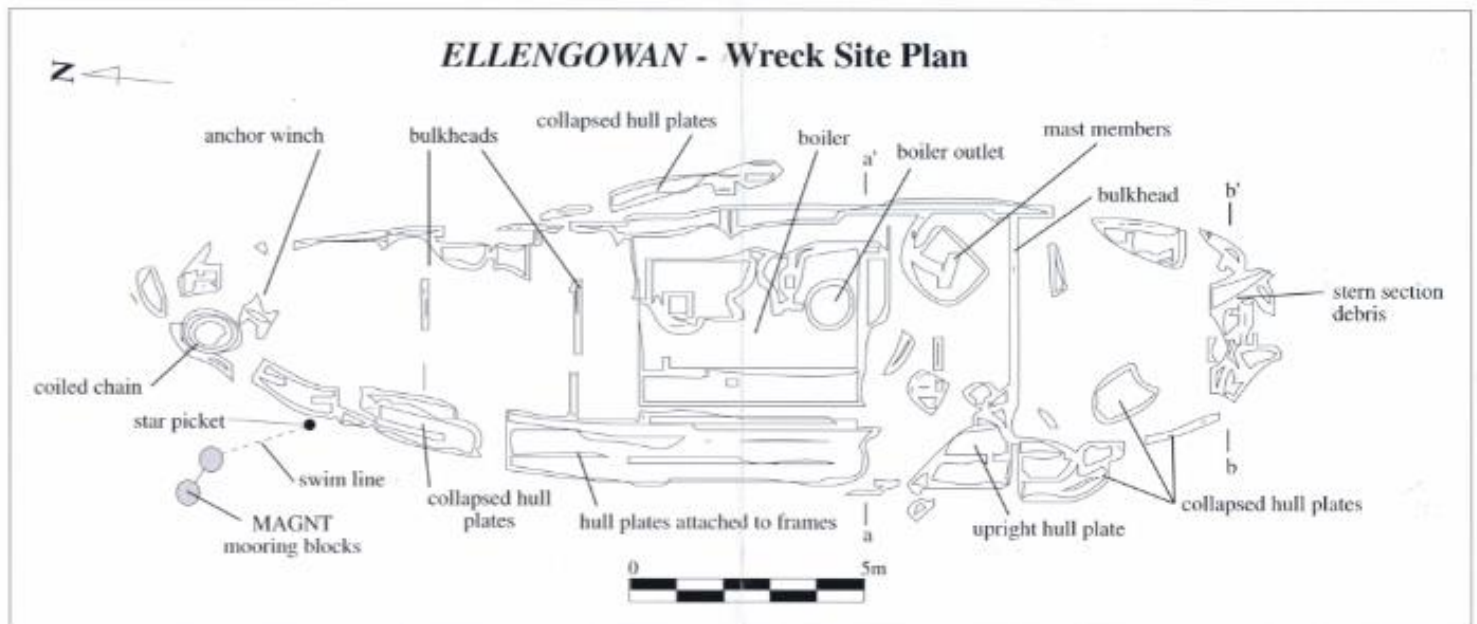 ELLENGOWAN - Wreck Site Plan
N
anchor winch
bulkheads
collapsed hull plates
boiler
a'
boiler outlet
mast members
bulkhead
b'
stern section
debris
coiled chain
star picket
swim line
MAGNT
mooring blocks
collapsed hull
plates
hull plates attached to frames
a
upright hull plate
b
collapsed hull plates
0
5m